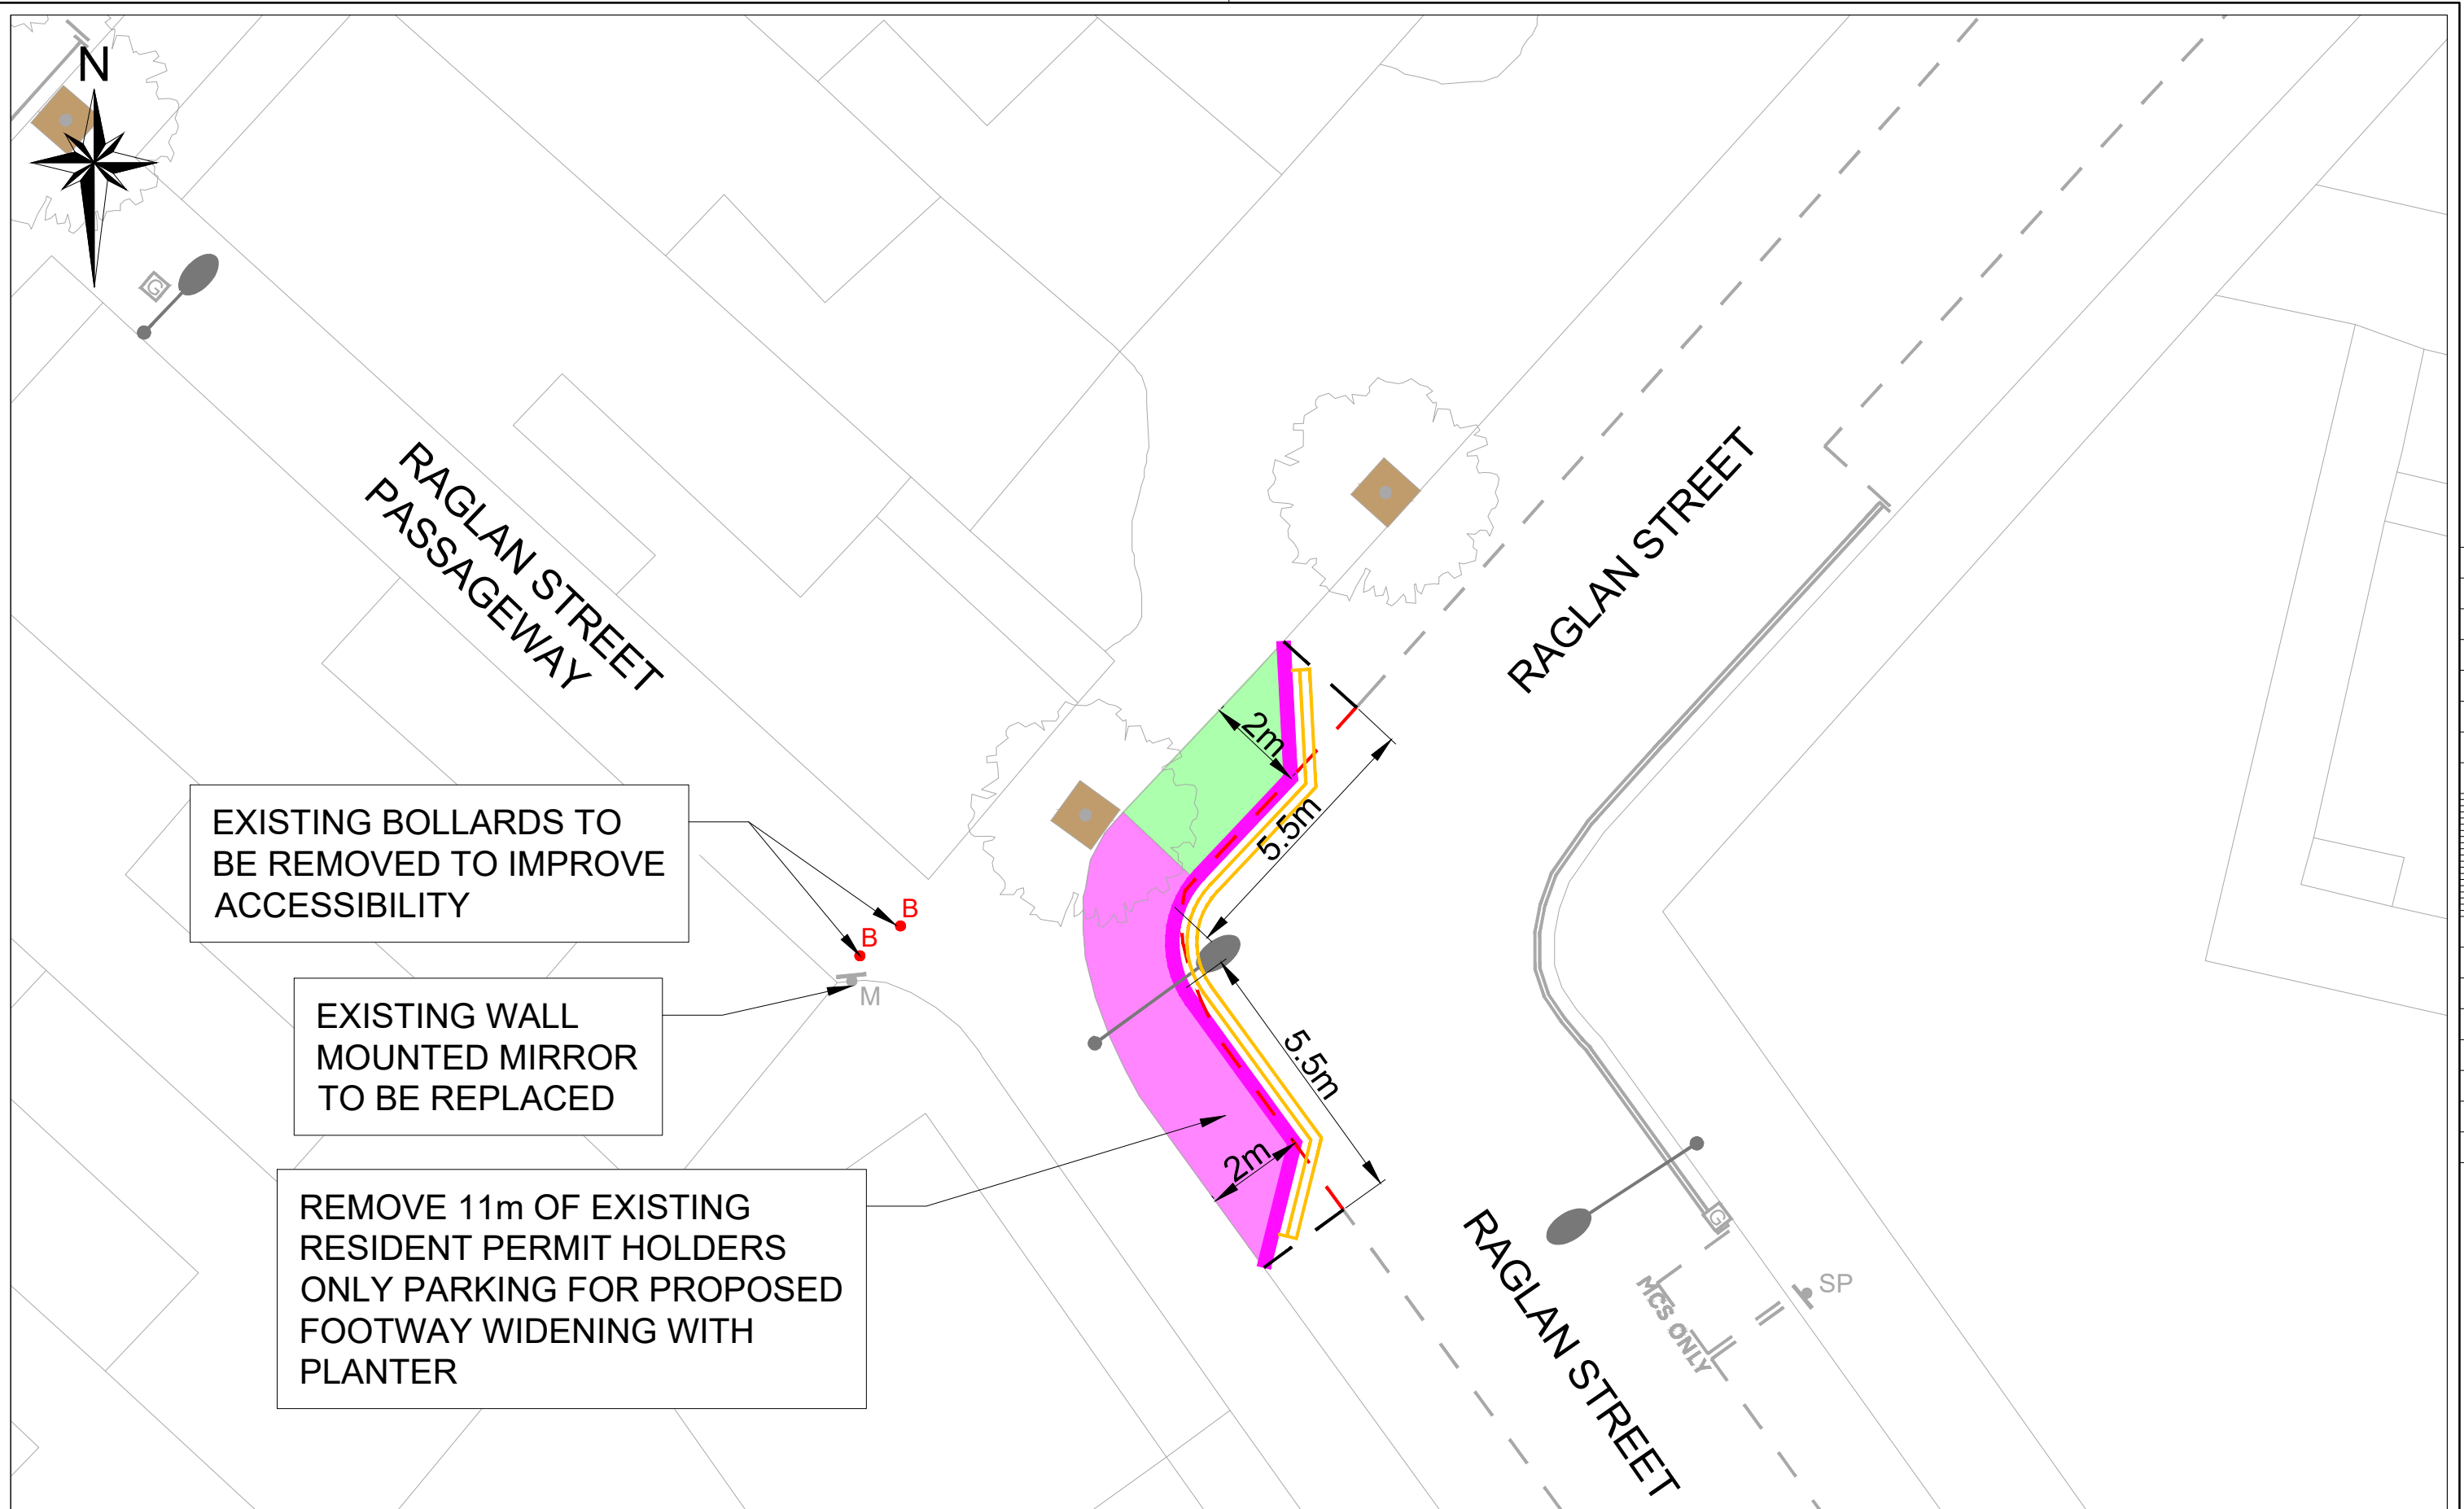 N
G
RAGLAN STREET
PASSAGEWAY
RAGLAN STREET
2m
5.5m
EXISTING BOLLARDS TO
BE REMOVED TO IMPROVE
ACCESSIBILITY
B
B
M
EXISTING WALL
MOUNTED MIRROR
TO BE REPLACED
5.5m
2m
REMOVE 11m OF EXISTING
RESIDENT PERMIT HOLDERS
ONLY PARKING FOR PROPOSED
FOOTWAY WIDENING WITH
PLANTER
RAGLAN STREET
G
MCS ONLY
SP